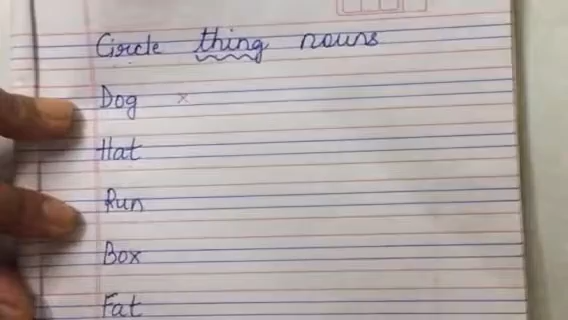 Circle thing nouns
Dog ×
Hat
Run
Box
Fat